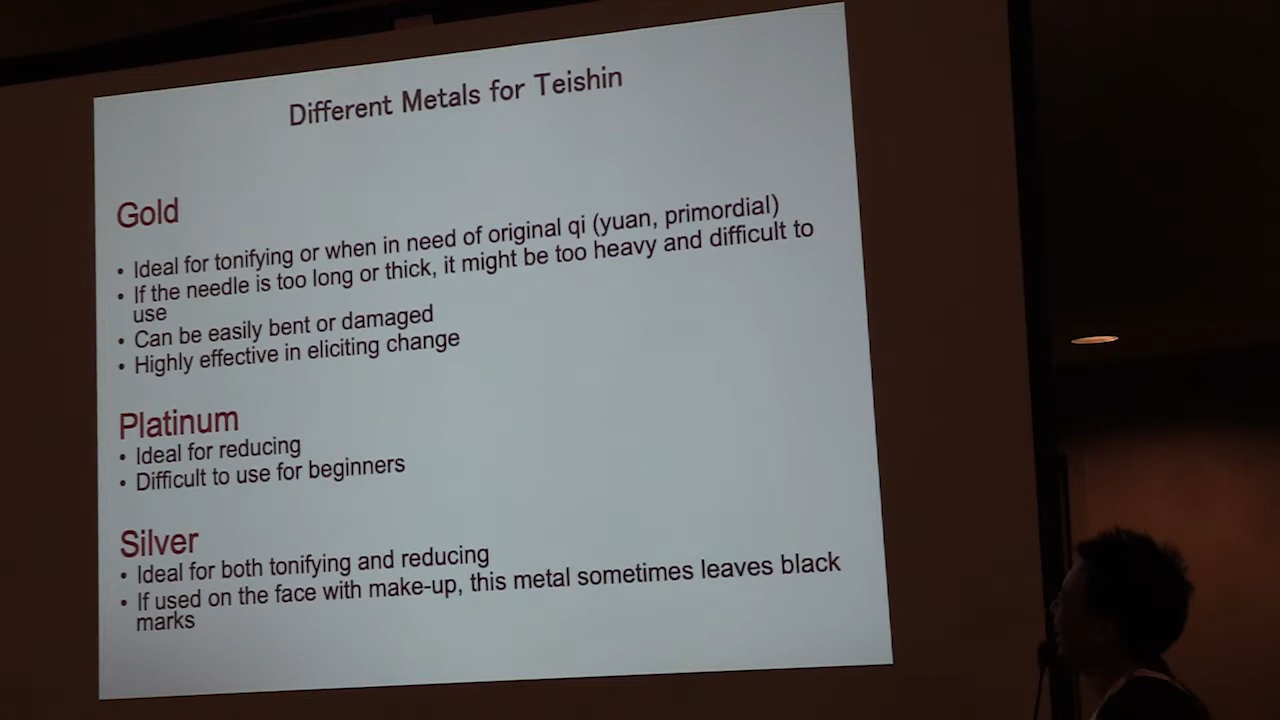 Different Metals for Teishin
Gold
• Ideal for tonifying or when in need of original qi (yuan, primordial)
• If the needle is too long or thick, it might be too heavy and difficult to
use
• Can be easily bent or damaged
• Highly effective in eliciting change
Platinum
• Ideal for reducing
• Difficult to use for beginners
Silver
• Ideal for both tonifying and reducing
• If used on the face with make-up, this metal sometimes leaves black
marks